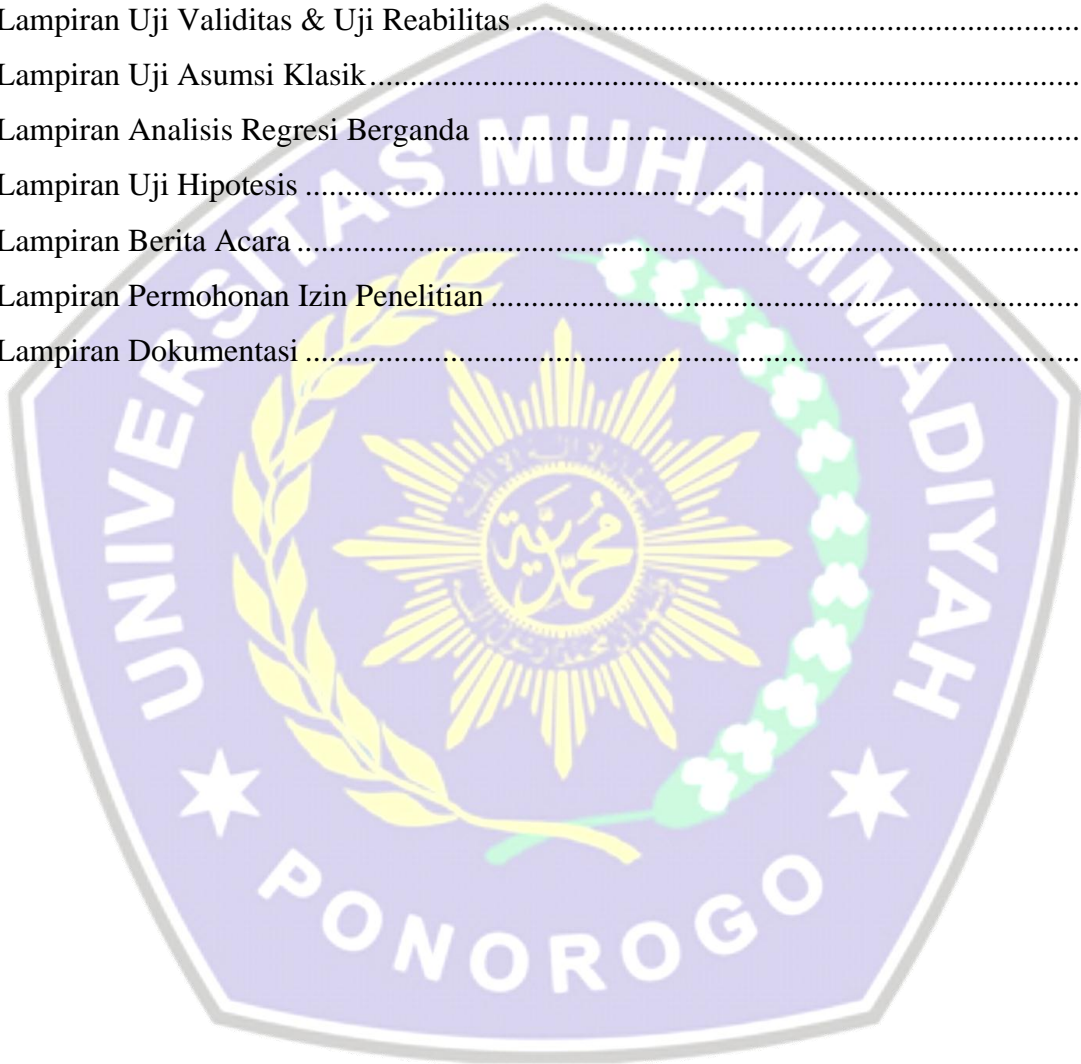 Lampiran Uji Validitas & Uji Reabilitas ........................................................................
Lampiran Uji Asumsi Klasik ..........................................................................................
Lampiran Analisis Regresi Berganda ...........................................................................
Lampiran Uji Hipotesis ..................................................................................................
Lampiran Berita Acara ...................................................................................................
Lampiran Permohonan Izin Penelitian ..........................................................................
Lampiran Dokumentasi ..................................................................................................
UNIVERSITAS MUHAMMADIYAH
محمدية
PONOROGO